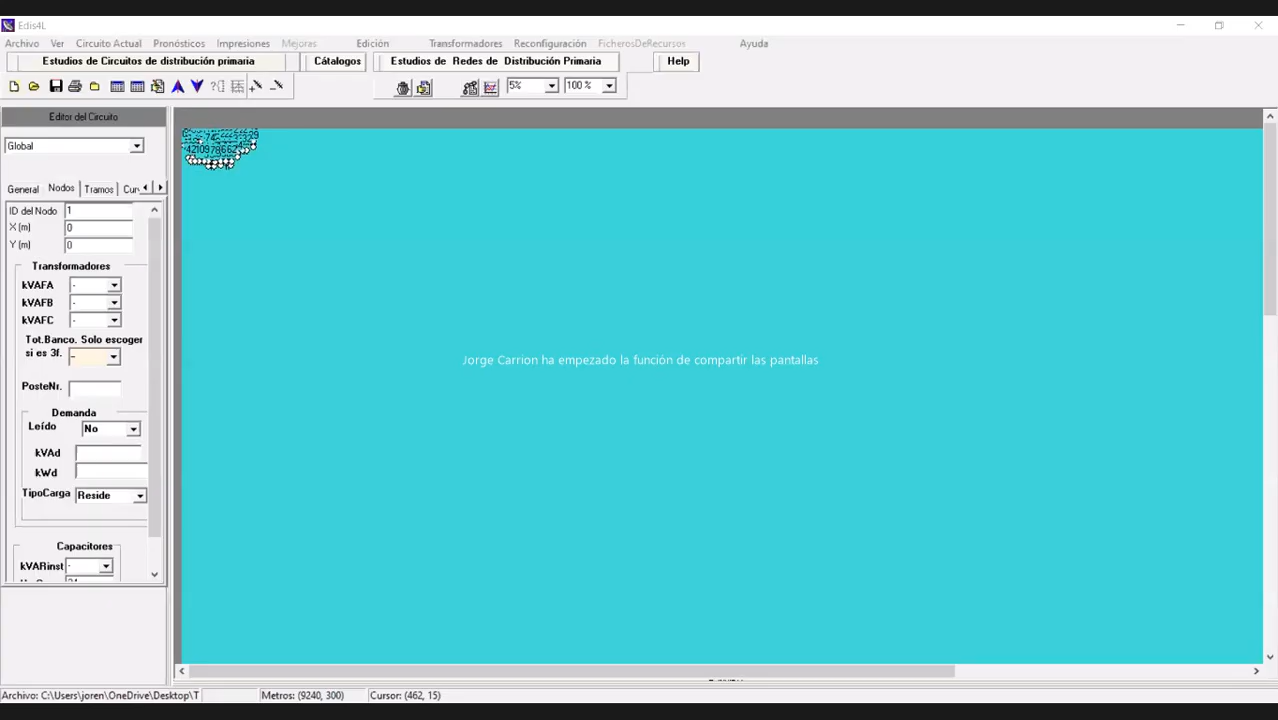 Edis4L
Archivo Ver Circuito Actual Pronósticos Impresiones Mejoras Edición Transformadores Reconfiguración FicherosDeRecursos Ayuda
Estudios de Circuitos de distribución primaria Cátalogos Estudios de Redes de Distribución Primaria Help
5% 100 %
Editor del Circuito
Global
General Nodos Tramos Cur
ID del Nodo 1
X (m) 0
Y (m) 0
Transformadores
kVAFA -
kVAFB -
kVAFC -
Tot.Banco. Solo escoger
si es 3f. -
PosteNr.
Demanda
Leído No
kVAd
kWd
TipoCarga Reside
Capacitores
kVARinst -
Jorge Carrion ha empezado la función de compartir las pantallas
Archivo: C:\Users\joren\OneDrive\Desktop\T Metros: (9240, 300) Cursor: (462, 15)